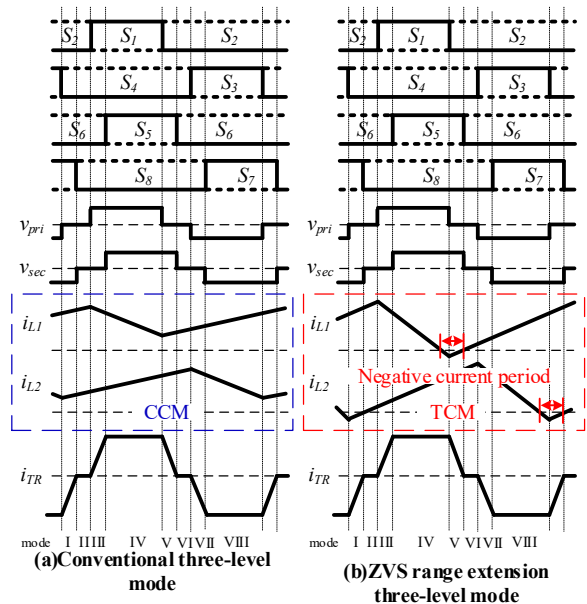 S2 S1 S2
S4 S3
S6 S5 S6
S8 S7
vpri
vsec
iL1
iL2
CCM
iTR
mode I II III IV V VI VII VIII
(a)Conventional three-level
mode
S2 S1 S2
S4 S3
S6 S5 S6
S8 S7
vpri
vsec
iL1
iL2
Negative current period
TCM
iTR
mode I II III IV V VI VII VIII
(b)ZVS range extension
three-level mode